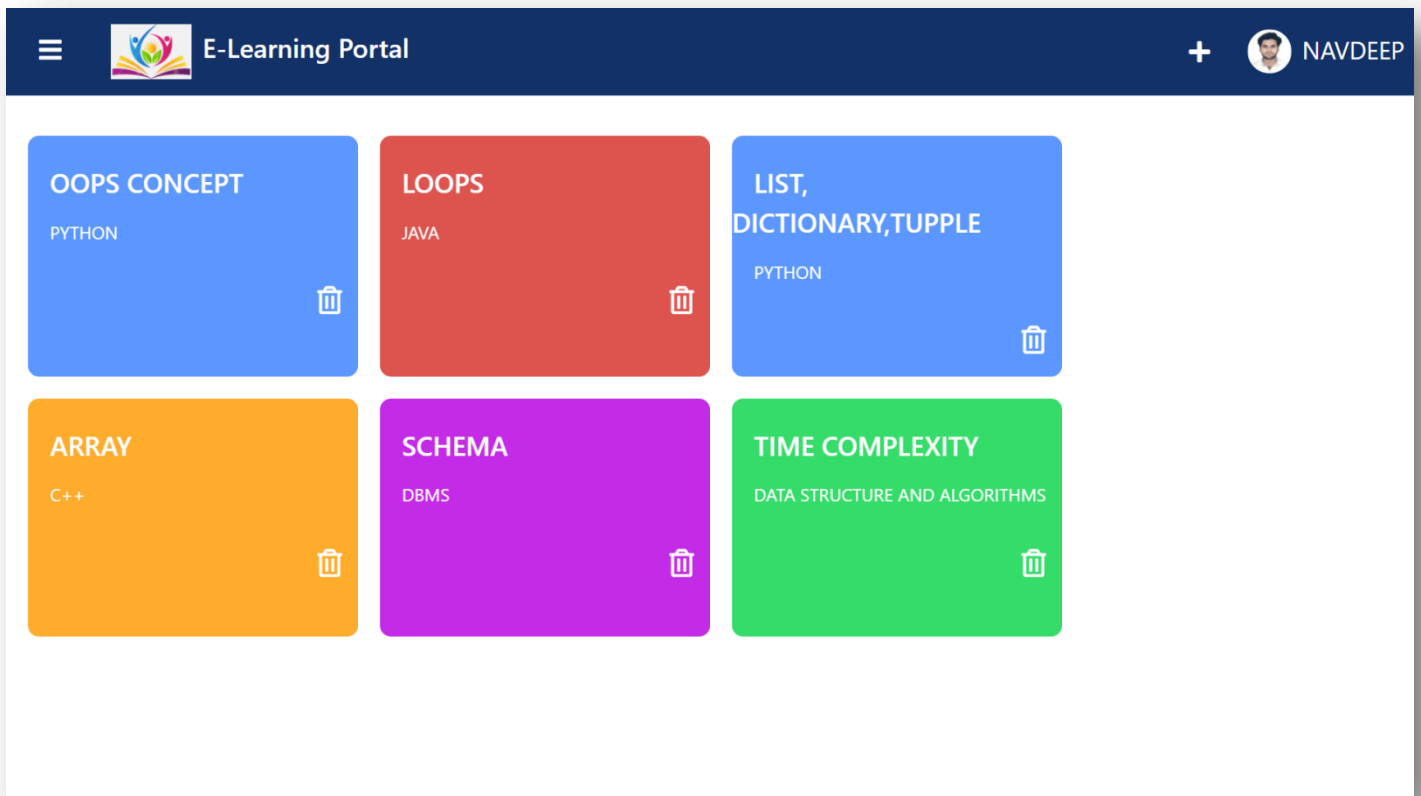 E-Learning Portal
NAVDEEP
OOPS CONCEPT
PYTHON
LOOPS
JAVA
LIST,
DICTIONARY,TUPPLE
PYTHON
ARRAY
C++
SCHEMA
DBMS
TIME COMPLEXITY
DATA STRUCTURE AND ALGORITHMS